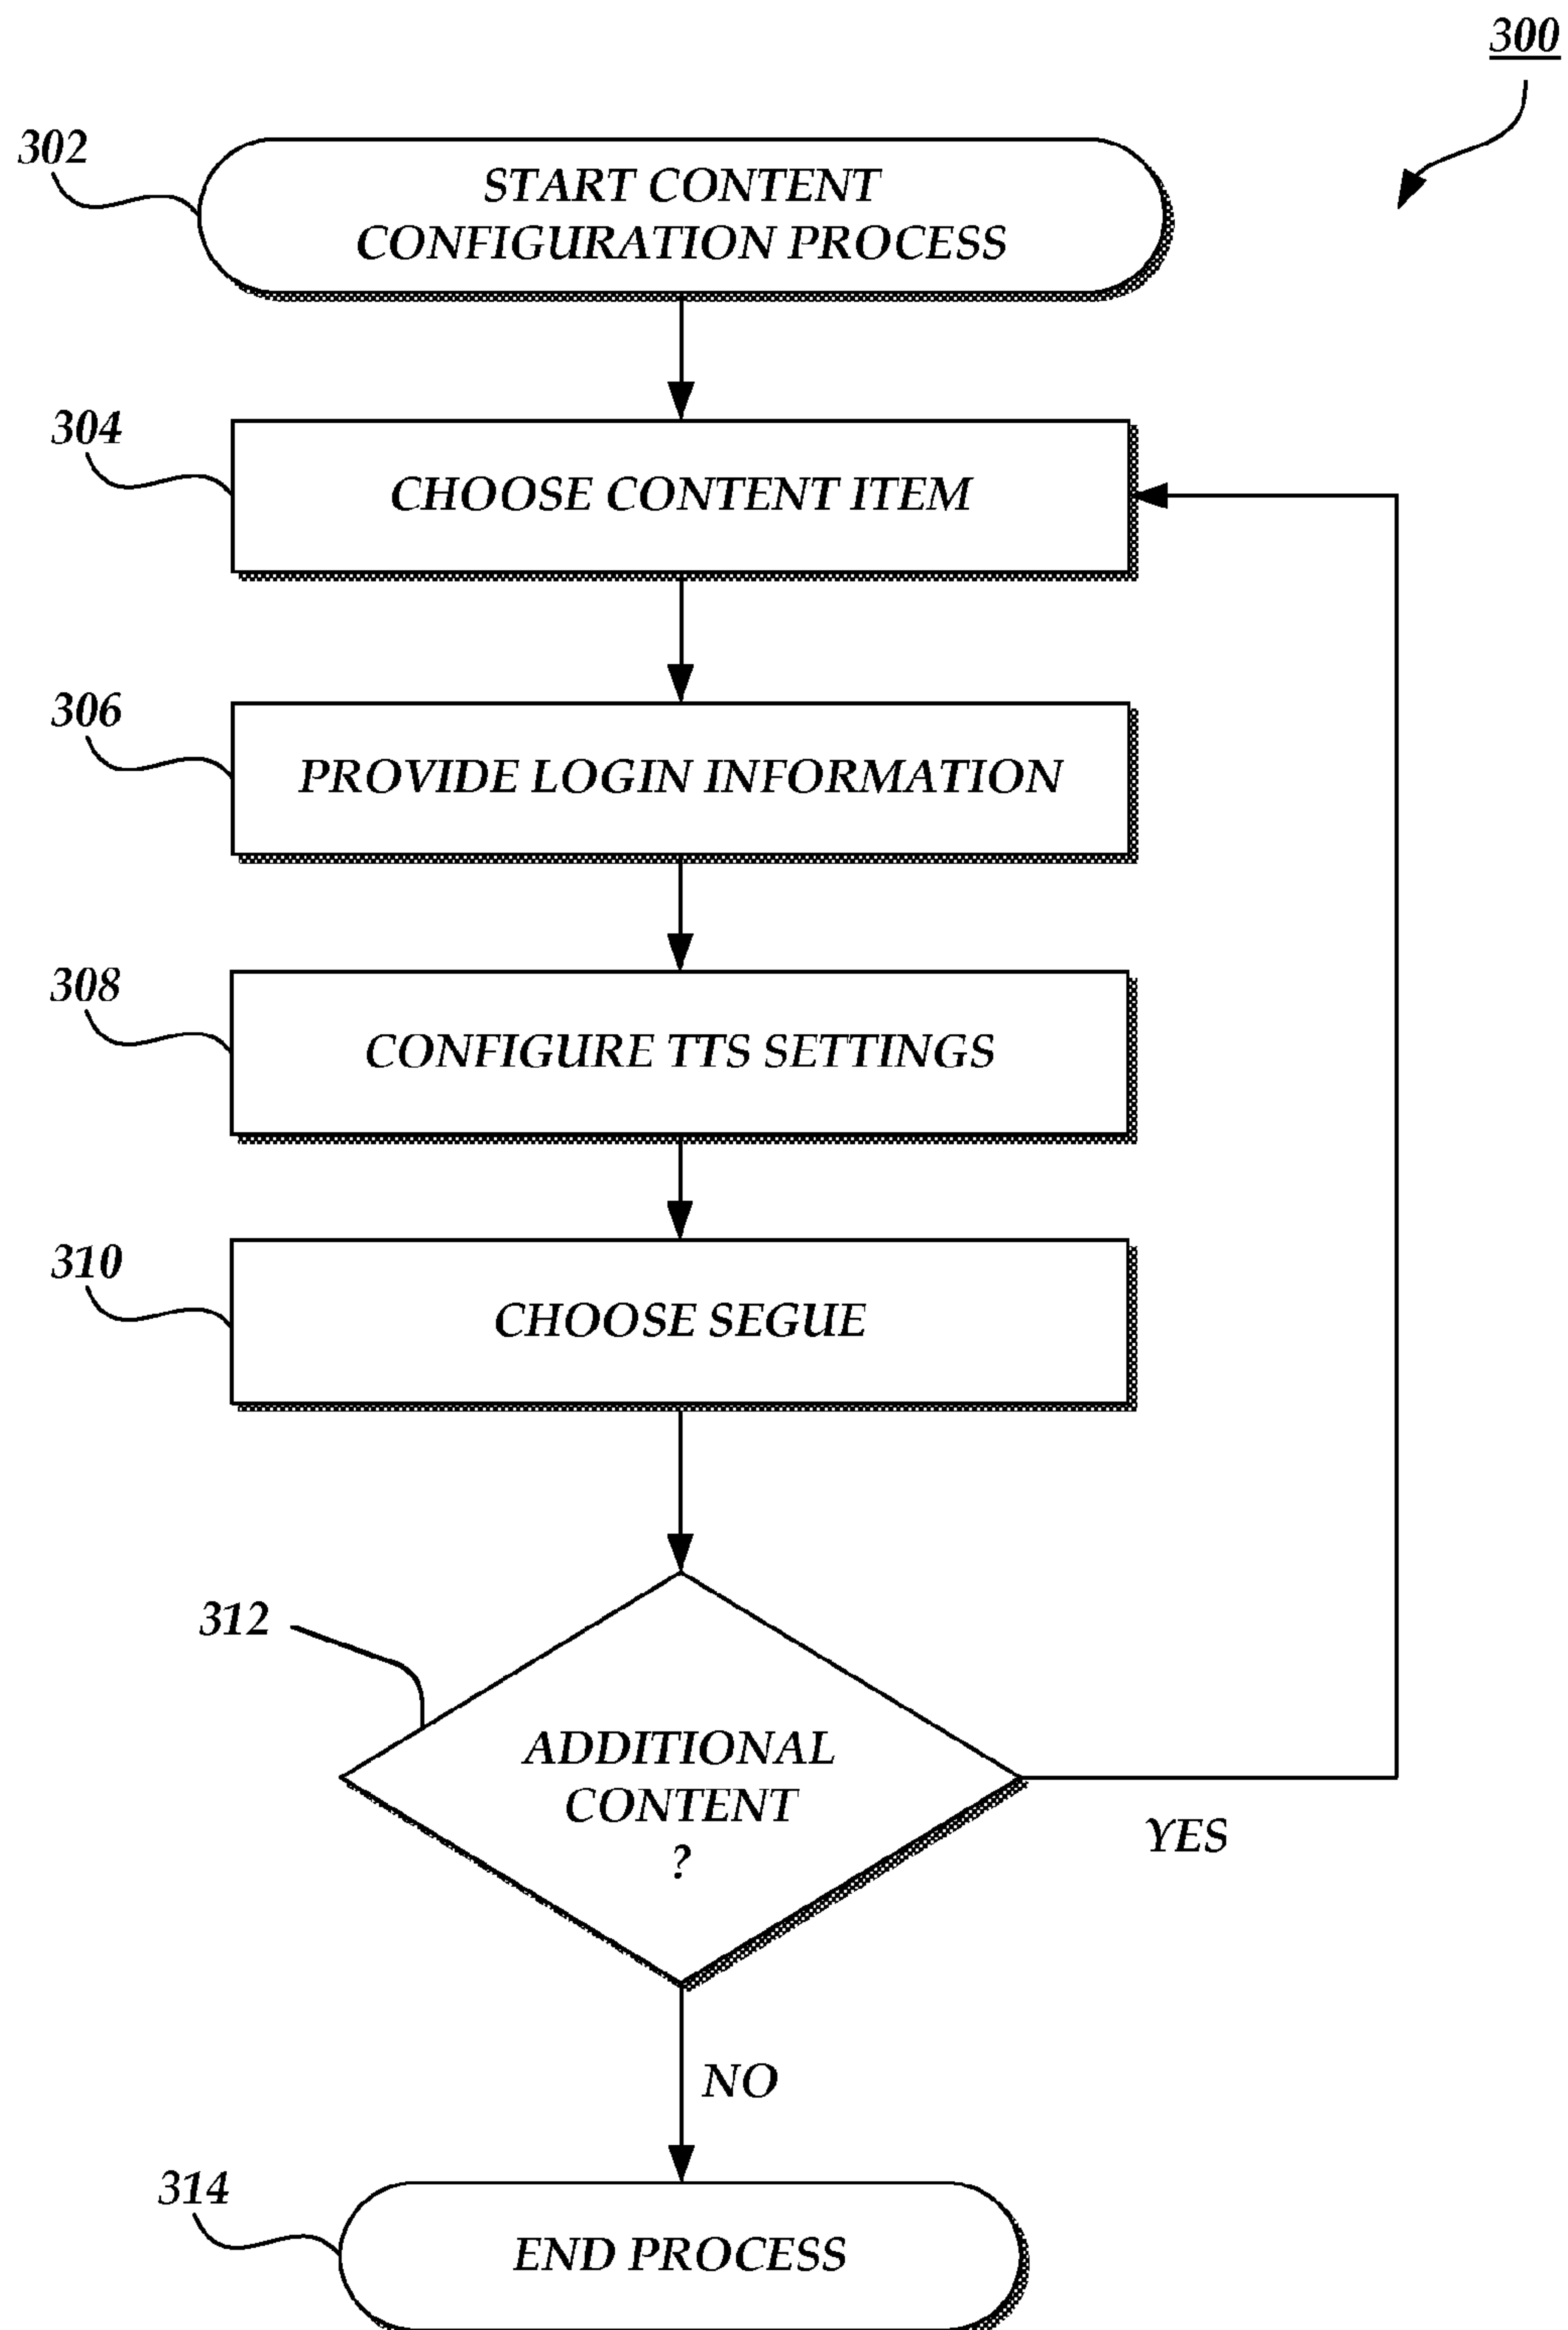 300
302
START CONTENT
CONFIGURATION PROCESS
304
CHOOSE CONTENT ITEM
306
PROVIDE LOGIN INFORMATION
308
CONFIGURE TTS SETTINGS
310
CHOOSE SEGUE
312
ADDITIONAL
CONTENT
?
YES
NO
314
END PROCESS